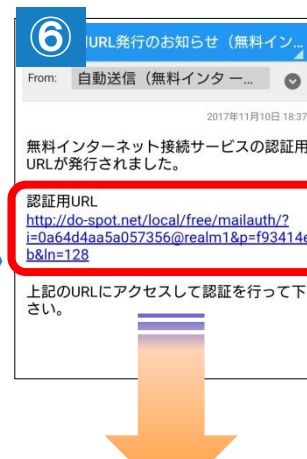 ⑥
URL発行のお知らせ（無料イン...
From: 自動送信（無料インター...
2017年11月10日 18:37
無料インターネット接続サービスの認証用
URLが発行されました。
認証用URL
http://do-spot.net/local/free/mailauth/?
i=0a64d4aa5a057356@realm1&p=f93414e
b&ln=128
上記のURLにアクセスして認証を行って下
さい。